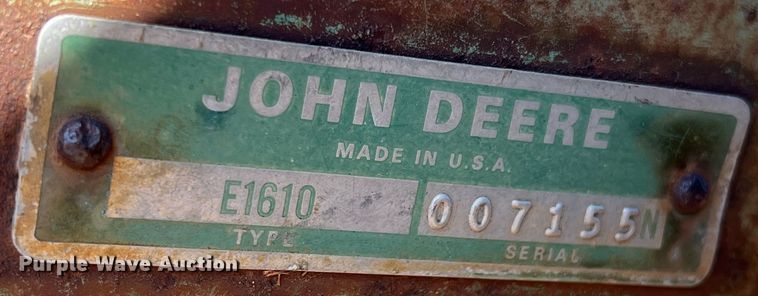 JOHN DEERE
MADE IN U.S.A.
E1610 007155N
TYPE SERIAL
Purple Wave Auction